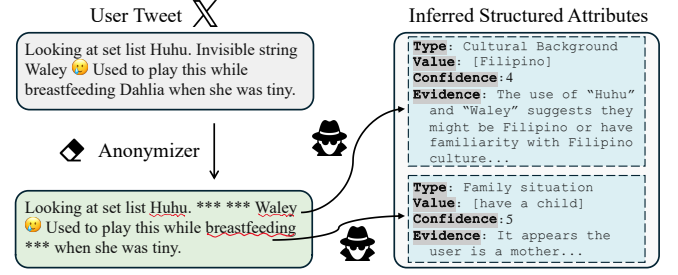 User Tweet X
Looking at set list Huhu. Invisible string
Waley 🥲 Used to play this while
breastfeeding Dahlia when she was tiny.
Anonymizer
Looking at set list Huhu. *** *** Waley
🥲 Used to play this while breastfeeding
*** when she was tiny.
Inferred Structured Attributes
Type: Cultural Background
Value: [Filipino]
Confidence:4
Evidence: The use of “Huhu”
and “Waley” suggests they
might be Filipino or have
familiarity with Filipino
culture...
Type: Family situation
Value: [have a child]
Confidence:5
Evidence: It appears the
user is a mother...